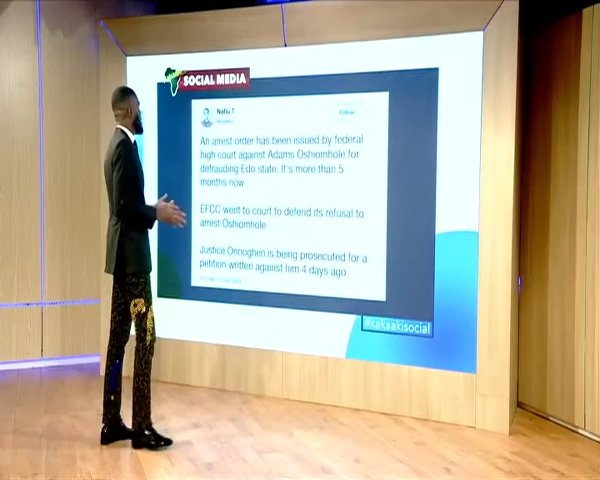 SOCIAL MEDIA
Nafiu T
Follow
An arrest order has been issued by federal
high court against Adams Oshiomhole for
defrauding Edo state. It's more than 5
months now
EFCC went to court to defend its refusal to
arrest Oshiomhole
Justice Onnoghen is being prosecuted for a
petition written against him 4 days ago
#kakaakisocial